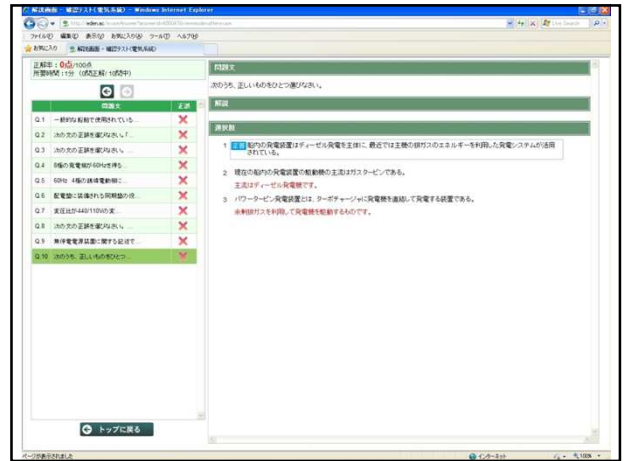 解説画面 - 確認テスト(電気系統) - Windows Internet Explorer
Live Search
ファイル(F) 編集(E) 表示(V) お気に入り(A) ツール(T) ヘルプ(H)
お気に入り 解説画面 - 確認テスト(電気系統)
正解率:0点/100点
所要時間:1分 (0問正解/10問中)
問題文 正誤
Q.1 一般的な船舶で使用されている...
Q.2 次の文の正誤を選びなさい。
Q.3 次の文の正誤を選びなさい。 ...
Q.4 8極の発電機が60Hzを得る...
Q.5 60Hz 4極の誘導電動機に...
Q.6 配電盤に装備される同期盤の役...
Q.7 変圧比が440/110Vの変...
Q.8 次の文の正誤を選びなさい。 ...
Q.9 無停電電源装置に関する記述で...
Q.10 次のうち、正しいものをひとつ...
トップに戻る
問題文
次のうち、正しいものをひとつ選びなさい。
解説
選択肢
1 正答 船内の発電装置はディーゼル発電を主体に、最近では主機の排ガスのエネルギーを利用した発電システムが活用
されている。
2 現在の船内の発電装置の原動機の主流はガスタービンである。
主流はディーゼル発電機です。
3 パワータービン発電装置とは、ターボチャージャに発電機を直結して発電する装置である。
余剰排ガスを利用して発電機を駆動するものです。
ページが表示されました
インターネット
100%